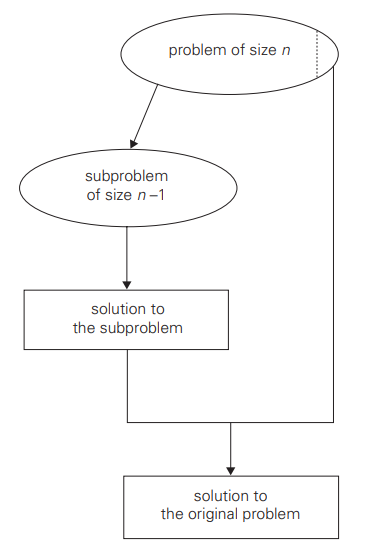 problem of size n
subproblem
of size n –1
solution to
the subproblem
solution to
the original problem